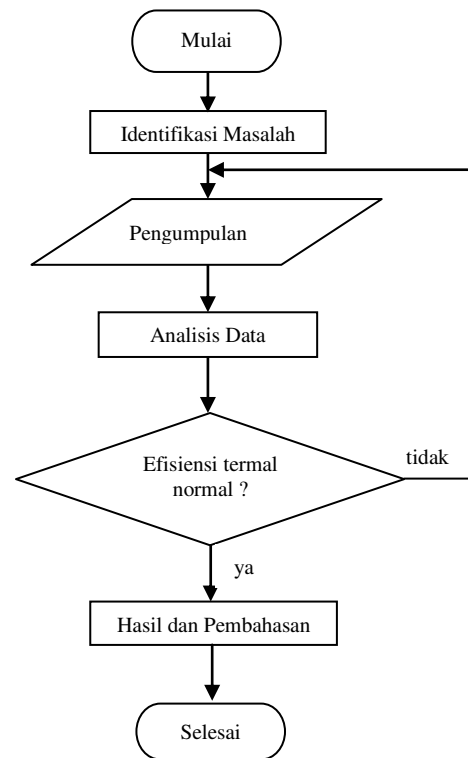 Mulai
Identifikasi Masalah
Pengumpulan
Analisis Data
Efisiensi termal
normal ?
tidak
ya
Hasil dan Pembahasan
Selesai